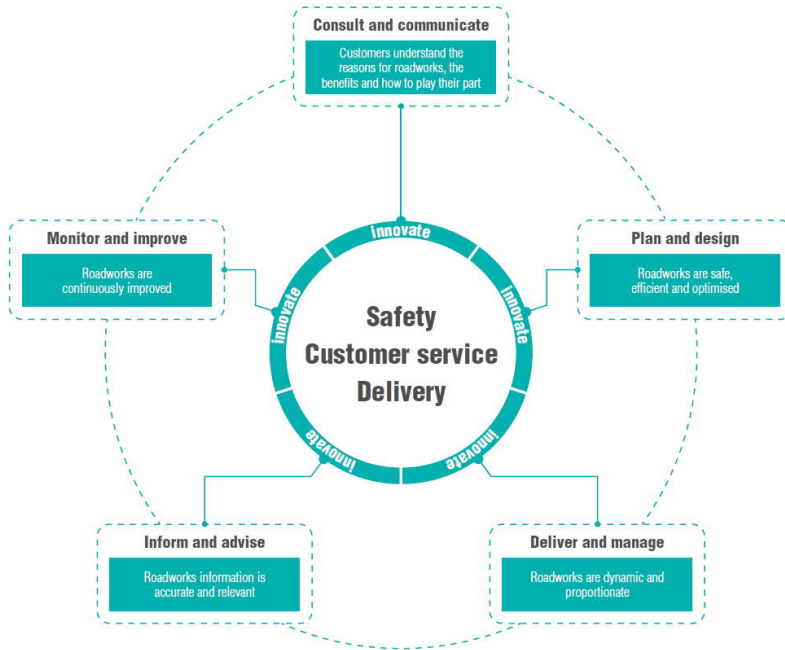 Consult and communicate
Customers understand the
reasons for roadworks, the
benefits and how to play their part
Monitor and improve
Roadworks are
continuously improved
Plan and design
Roadworks are safe,
efficient and optimised
innovate
innovate
innovate
innovate
innovate
Safety
Customer service
Delivery
Inform and advise
Roadworks information is
accurate and relevant
Deliver and manage
Roadworks are dynamic and
proportionate